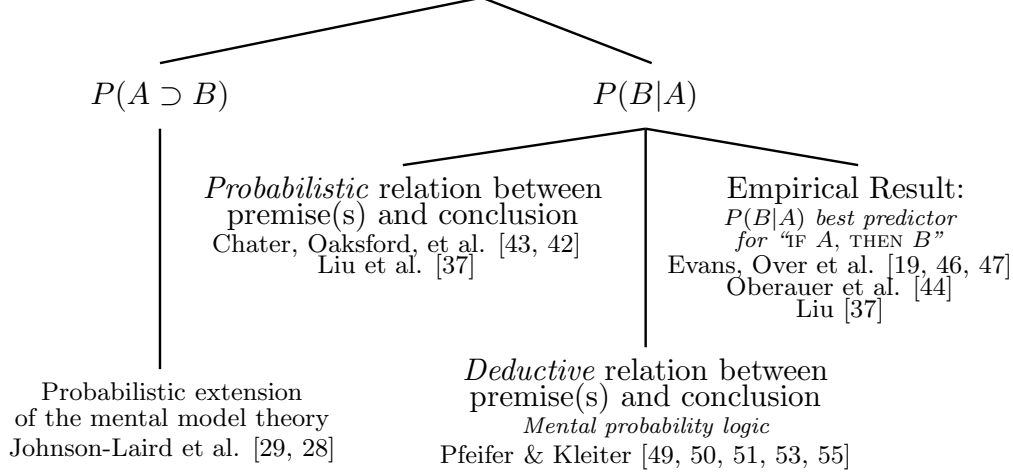 P(A ⊃ B)
P(B|A)
Probabilistic relation between
premise(s) and conclusion
Chater, Oaksford, et al. [43, 42]
Liu et al. [37]
Empirical Result:
P(B|A) best predictor
for “IF A, THEN B”
Evans, Over et al. [19, 46, 47]
Oberauer et al. [44]
Liu [37]
Probabilistic extension
of the mental model theory
Johnson-Laird et al. [29, 28]
Deductive relation between
premise(s) and conclusion
Mental probability logic
Pfeifer & Kleiter [49, 50, 51, 53, 55]